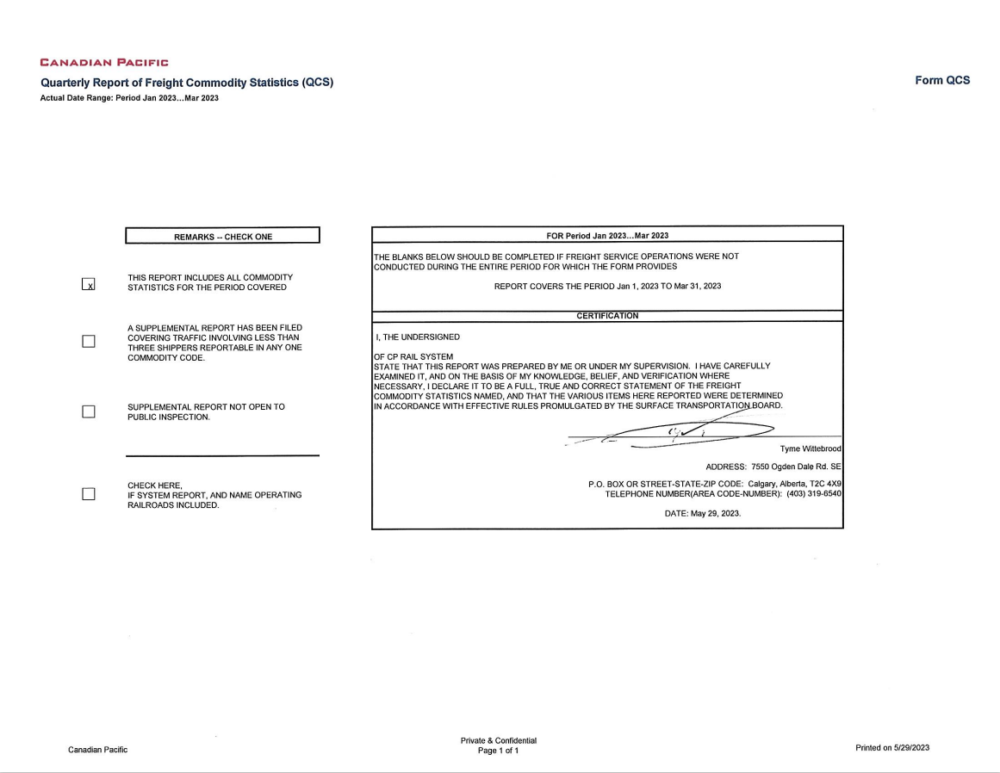 CANADIAN PACIFIC
Quarterly Report of Freight Commodity Statistics (QCS)
Form QCS
Actual Date Range: Period Jan 2023...Mar 2023
REMARKS -- CHECK ONE
x
THIS REPORT INCLUDES ALL COMMODITY
STATISTICS FOR THE PERIOD COVERED
A SUPPLEMENTAL REPORT HAS BEEN FILED
COVERING TRAFFIC INVOLVING LESS THAN
THREE SHIPPERS REPORTABLE IN ANY ONE
COMMODITY CODE.
SUPPLEMENTAL REPORT NOT OPEN TO
PUBLIC INSPECTION.
CHECK HERE,
IF SYSTEM REPORT, AND NAME OPERATING
RAILROADS INCLUDED.
FOR Period Jan 2023...Mar 2023
THE BLANKS BELOW SHOULD BE COMPLETED IF FREIGHT SERVICE OPERATIONS WERE NOT
CONDUCTED DURING THE ENTIRE PERIOD FOR WHICH THE FORM PROVIDES
REPORT COVERS THE PERIOD Jan 1, 2023 TO Mar 31, 2023
CERTIFICATION
I, THE UNDERSIGNED
OF CP RAIL SYSTEM
STATE THAT THIS REPORT WAS PREPARED BY ME OR UNDER MY SUPERVISION. I HAVE CAREFULLY
EXAMINED IT, AND ON THE BASIS OF MY KNOWLEDGE, BELIEF, AND VERIFICATION WHERE
NECESSARY, I DECLARE IT TO BE A FULL, TRUE AND CORRECT STATEMENT OF THE FREIGHT
COMMODITY STATISTICS NAMED, AND THAT THE VARIOUS ITEMS HERE REPORTED WERE DETERMINED
IN ACCORDANCE WITH EFFECTIVE RULES PROMULGATED BY THE SURFACE TRANSPORTATION BOARD.
Tyme Wittebrood
ADDRESS: 7550 Ogden Dale Rd. SE
P.O. BOX OR STREET-STATE-ZIP CODE: Calgary, Alberta, T2C 4X9
TELEPHONE NUMBER(AREA CODE-NUMBER): (403) 319-6540
DATE: May 29, 2023.
Canadian Pacific
Private & Confidential
Page 1 of 1
Printed on 5/29/2023